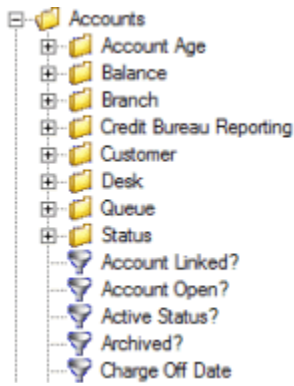 Accounts
Account Age
Balance
Branch
Credit Bureau Reporting
Customer
Desk
Queue
Status
Account Linked?
Account Open?
Active Status?
Archived?
Charge Off Date